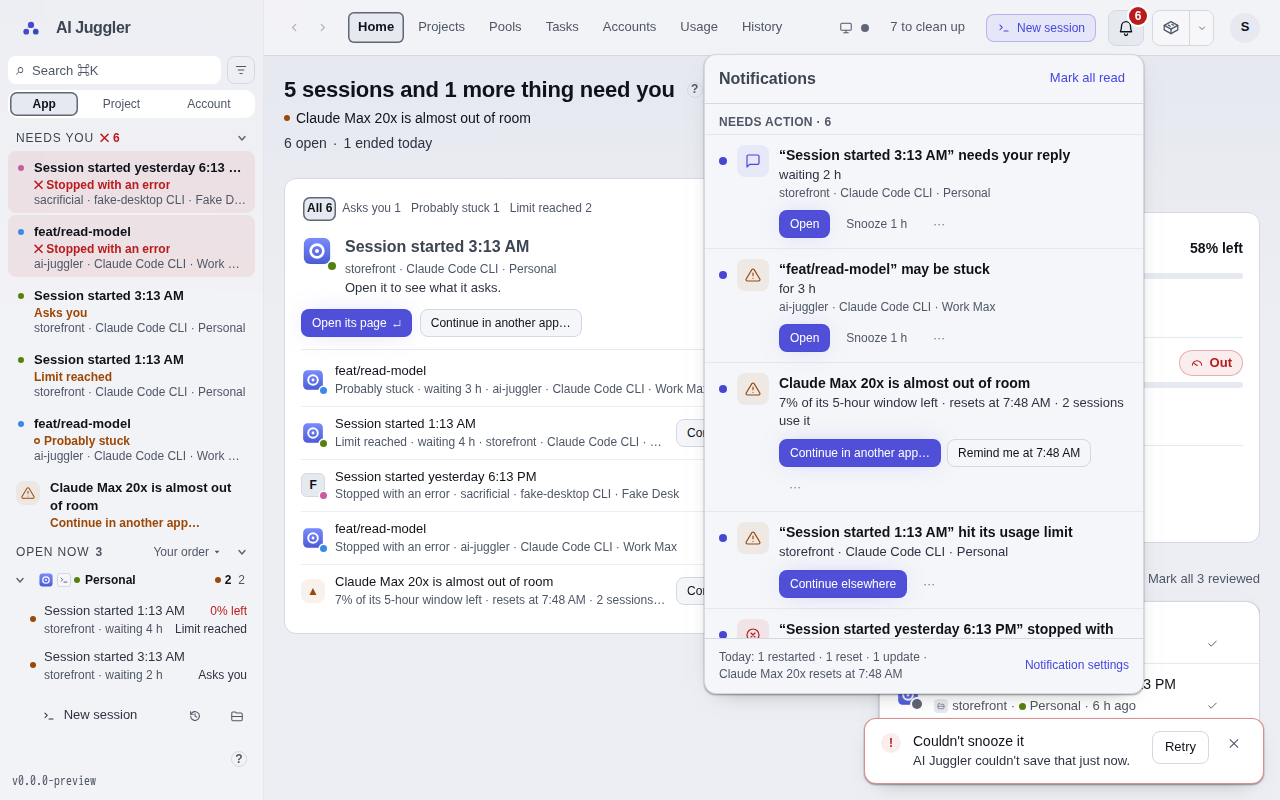 AI Juggler
Search ⌘K
App
Project
Account
NEEDS YOU
6
Session started yesterday 6:13 …
Stopped with an error
sacrificial · fake-desktop CLI · Fake D…
feat/read-model
Stopped with an error
ai-juggler · Claude Code CLI · Work …
Session started 3:13 AM
Asks you
storefront · Claude Code CLI · Personal
Session started 1:13 AM
Limit reached
storefront · Claude Code CLI · Personal
feat/read-model
Probably stuck
ai-juggler · Claude Code CLI · Work …
Claude Max 20x is almost out
of room
Continue in another app…
OPEN NOW 3
Your order
Personal
2 2
Session started 1:13 AM
0% left
storefront · waiting 4 h
Limit reached
Session started 3:13 AM
storefront · waiting 2 h
Asks you
New session
?
v0.0.0-preview
Home
Projects
Pools
Tasks
Accounts
Usage
History
7 to clean up
New session
6
S
5 sessions and 1 more thing need you
?
Claude Max 20x is almost out of room
6 open · 1 ended today
All 6
Asks you 1
Probably stuck 1
Limit reached 2
Session started 3:13 AM
storefront · Claude Code CLI · Personal
Open it to see what it asks.
Open its page
Continue in another app…
feat/read-model
Probably stuck · waiting 3 h · ai-juggler · Claude Code CLI · Work Max
Session started 1:13 AM
Limit reached · waiting 4 h · storefront · Claude Code CLI · …
F
Session started yesterday 6:13 PM
Stopped with an error · sacrificial · fake-desktop CLI · Fake Desk
feat/read-model
Stopped with an error · ai-juggler · Claude Code CLI · Work Max
Claude Max 20x is almost out of room
7% of its 5-hour window left · resets at 7:48 AM · 2 sessions…
Notifications
Mark all read
NEEDS ACTION · 6
“Session started 3:13 AM” needs your reply
waiting 2 h
storefront · Claude Code CLI · Personal
Open
Snooze 1 h
…
“feat/read-model” may be stuck
for 3 h
ai-juggler · Claude Code CLI · Work Max
Open
Snooze 1 h
…
Claude Max 20x is almost out of room
7% of its 5-hour window left · resets at 7:48 AM · 2 sessions
use it
Continue in another app…
Remind me at 7:48 AM
…
“Session started 1:13 AM” hit its usage limit
storefront · Claude Code CLI · Personal
Continue elsewhere
…
“Session started yesterday 6:13 PM” stopped with
Today: 1 restarted · 1 reset · 1 update ·
Claude Max 20x resets at 7:48 AM
Notification settings
58% left
Out
Mark all 3 reviewed
3 PM
storefront · Personal · 6 h ago
!
Couldn't snooze it
AI Juggler couldn't save that just now.
Retry